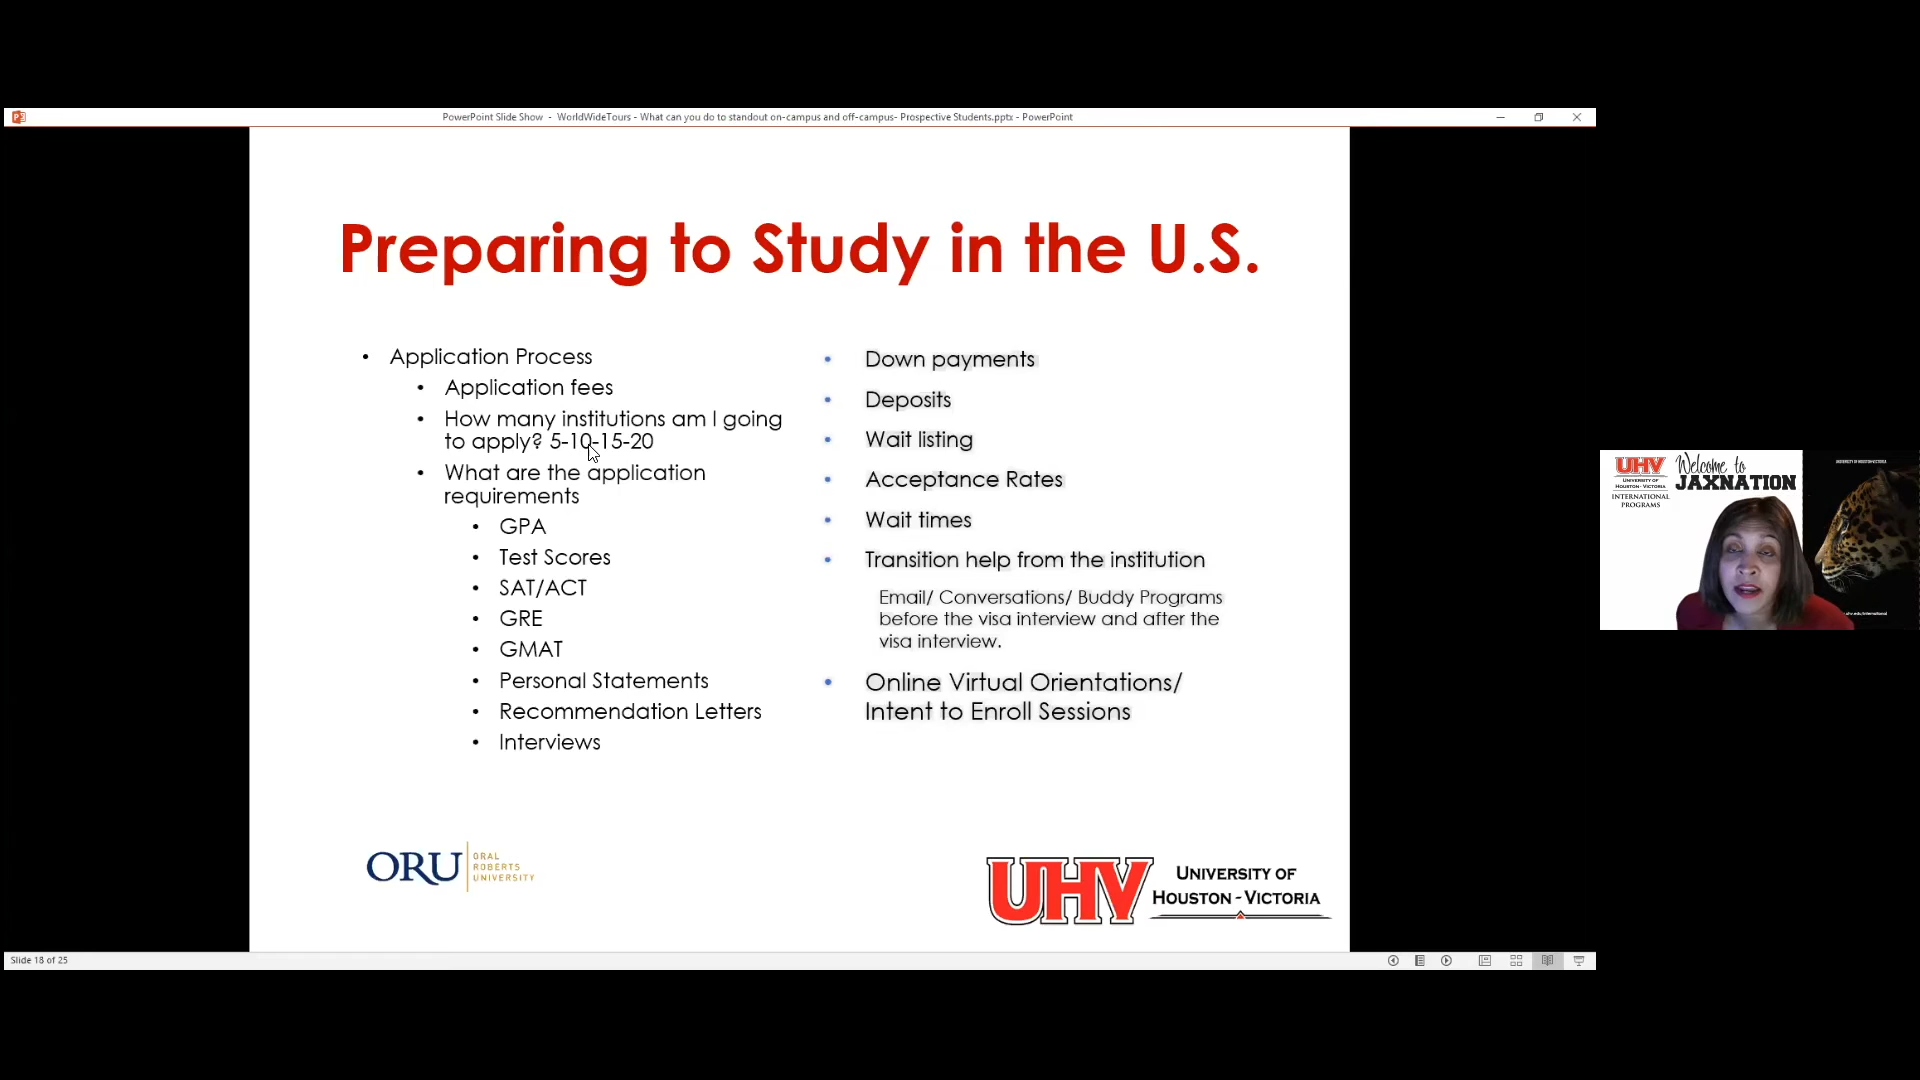 PowerPoint Slide Show - WorldWideTours - What can you do to standout on-campus and off-campus- Prospective Students.pptx - PowerPoint
Preparing to Study in the U.S.
• Application Process
• Application fees
• How many institutions am I going
to apply? 5-10-15-20
• What are the application
requirements
• GPA
• Test Scores
• SAT/ACT
• GRE
• GMAT
• Personal Statements
• Recommendation Letters
• Interviews
• Down payments
• Deposits
• Wait listing
• Acceptance Rates
• Wait times
• Transition help from the institution
Email/ Conversations/ Buddy Programs
before the visa interview and after the
visa interview.
• Online Virtual Orientations/
Intent to Enroll Sessions
ORU
ORAL
ROBERTS
UNIVERSITY
UHV
UNIVERSITY OF
HOUSTON - VICTORIA
Slide 18 of 25
UHV
UNIVERSITY OF
HOUSTON - VICTORIA
INTERNATIONAL
PROGRAMS
Welcome to
JAXNATION
UNIVERSITY OF HOUSTON-VICTORIA